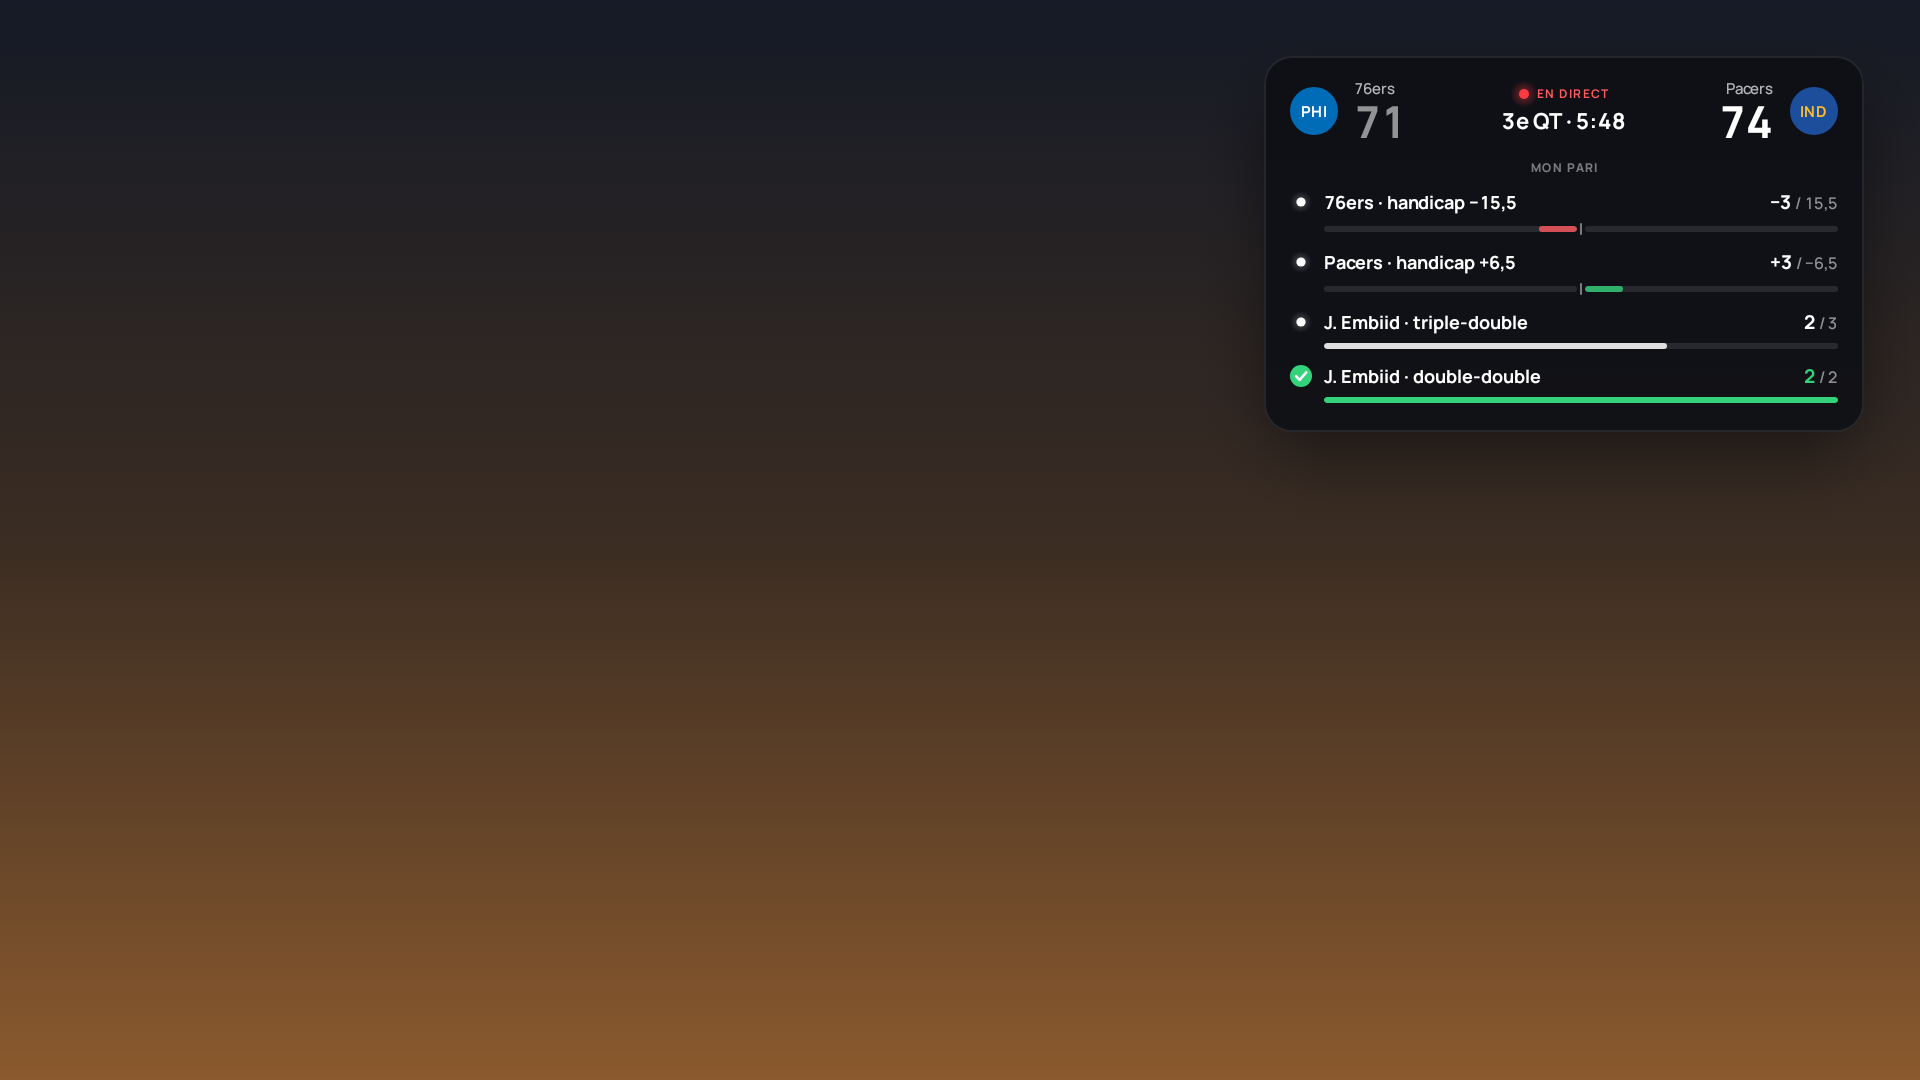 PHI
76ers
71
EN DIRECT
3e QT · 5:48
Pacers
74
IND
MON PARI
76ers · handicap −15,5
−3 / 15,5
Pacers · handicap +6,5
+3 / −6,5
J. Embiid · triple-double
2 / 3
J. Embiid · double-double
2 / 2